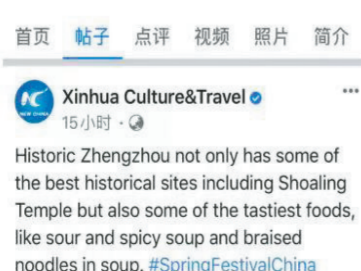 首页 帖子 点评 视频 照片 简介
NEW CHINA
Xinhua Culture&Travel
15小时 ·
Historic Zhengzhou not only has some of
the best historical sites including Shoaling
Temple but also some of the tastiest foods,
like sour and spicy soup and braised
noodles in soup. #SpringFestivalChina